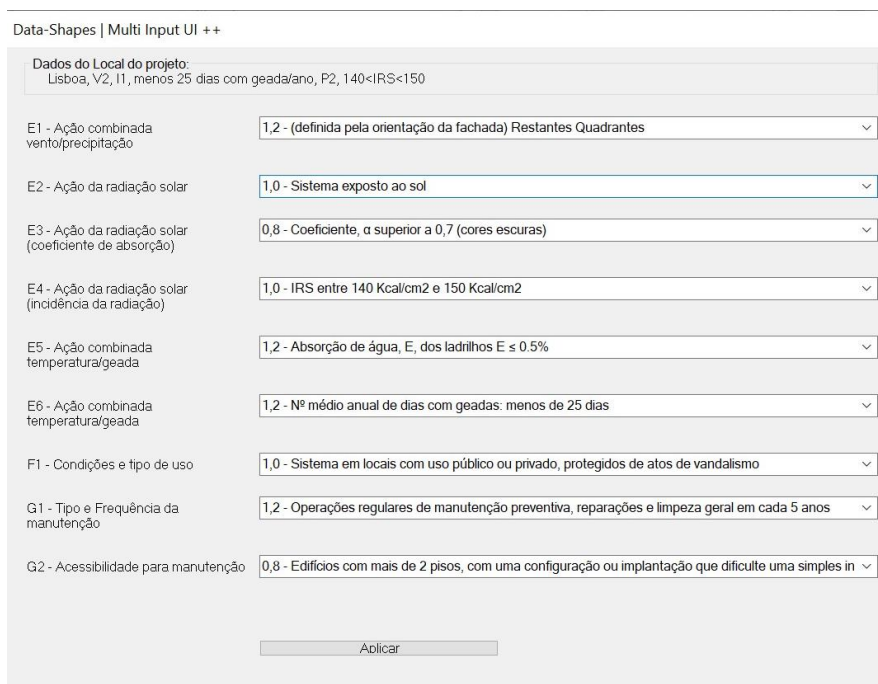 Data-Shapes | Multi Input UI ++
Dados do Local do projeto:
Lisboa, V2, I1, menos 25 dias com geada/ano, P2, 140<IRS<150
E1 - Ação combinada
vento/precipitação
1,2 - (definida pela orientação da fachada) Restantes Quadrantes
E2 - Ação da radiação solar
1,0 - Sistema exposto ao sol
E3 - Ação da radiação solar
(coeficiente de absorção)
0,8 - Coeficiente, α superior a 0,7 (cores escuras)
E4 - Ação da radiação solar
(incidência da radiação)
1,0 - IRS entre 140 Kcal/cm2 e 150 Kcal/cm2
E5 - Ação combinada
temperatura/geada
1,2 - Absorção de água, E, dos ladrilhos E ≤ 0.5%
E6 - Ação combinada
temperatura/geada
1,2 - Nº médio anual de dias com geadas: menos de 25 dias
F1 - Condições e tipo de uso
1,0 - Sistema em locais com uso público ou privado, protegidos de atos de vandalismo
G1 - Tipo e Frequência da
manutenção
1,2 - Operações regulares de manutenção preventiva, reparações e limpeza geral em cada 5 anos
G2 - Acessibilidade para manutenção
0,8 - Edifícios com mais de 2 pisos, com uma configuração ou implantação que dificulte uma simples in
Aplicar